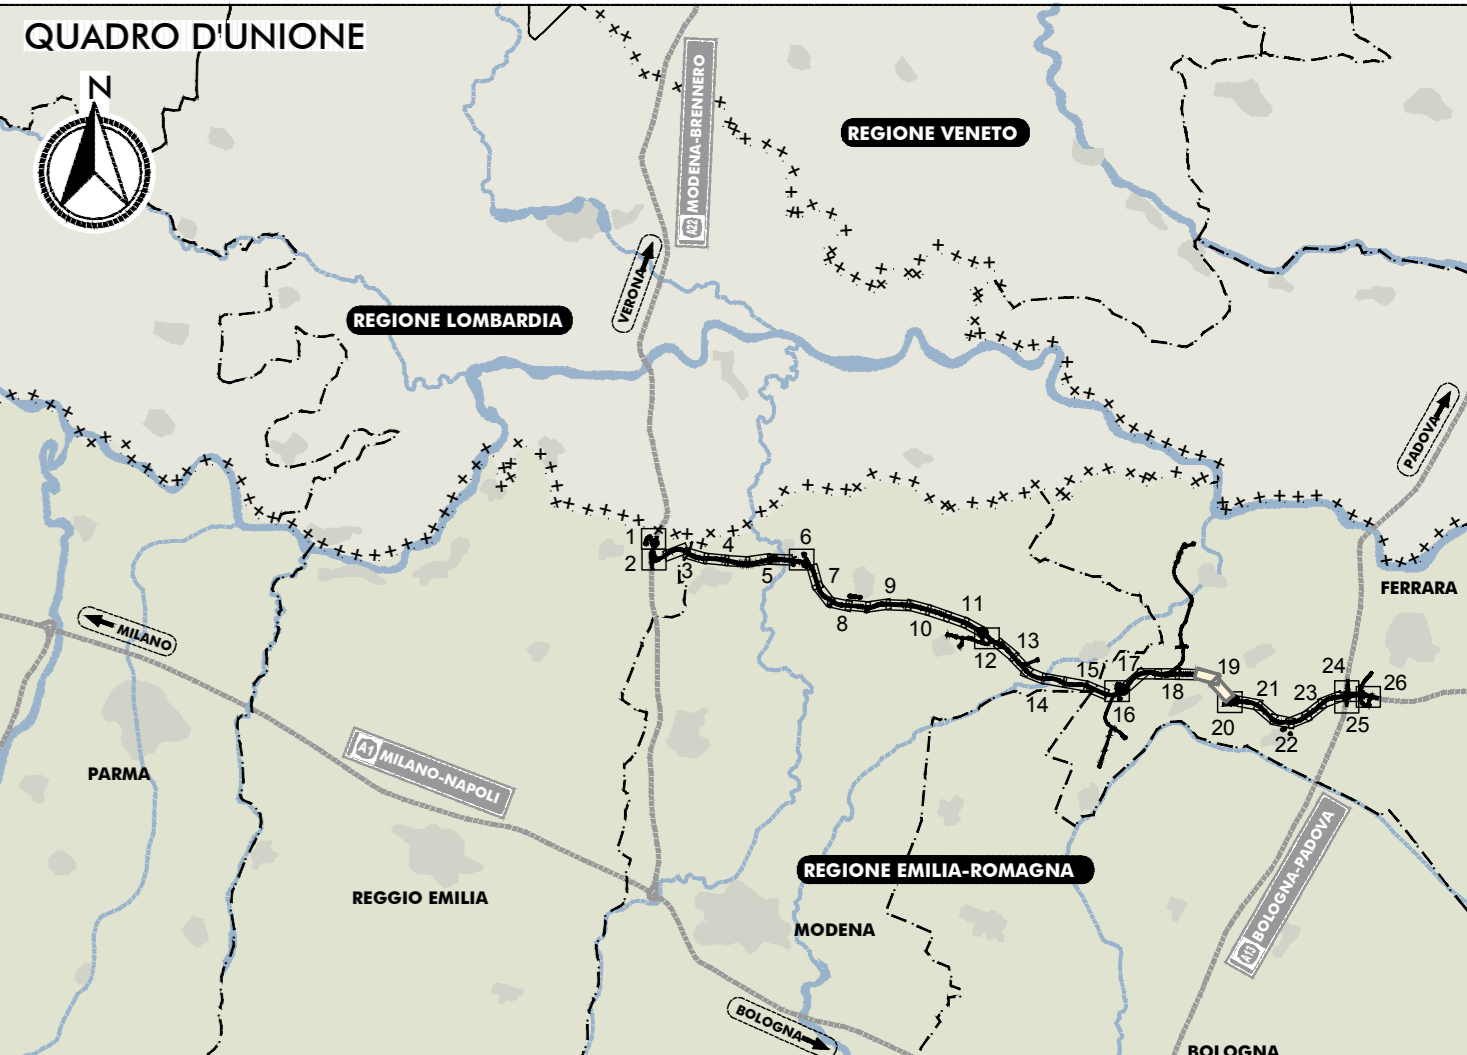 QUADRO D'UNIONE
N
A22 MODENA-BRENNERO
REGIONE VENETO
VERONA
REGIONE LOMBARDIA
PADOVA
1
2
3
4
5
6
7
8
9
10
11
12
13
14
15
16
17
18
19
20
21
22
23
24
25
26
FERRARA
MILANO
PARMA
A1 MILANO-NAPOLI
REGGIO EMILIA
REGIONE EMILIA-ROMAGNA
MODENA
A13 BOLOGNA-PADOVA
BOLOGNA
BOLOGNA